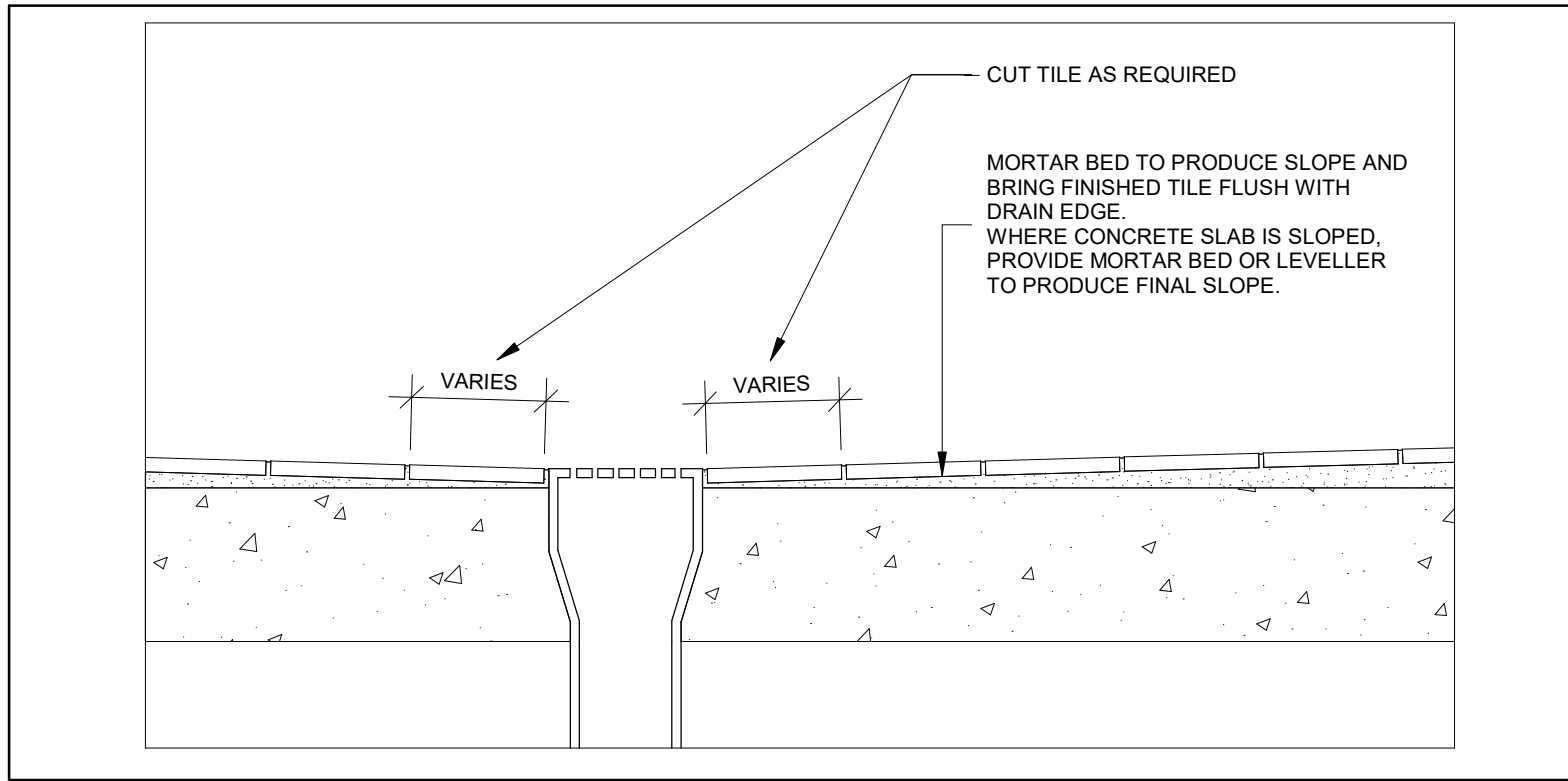 CUT TILE AS REQUIRED
MORTAR BED TO PRODUCE SLOPE AND
BRING FINISHED TILE FLUSH WITH
DRAIN EDGE.
WHERE CONCRETE SLAB IS SLOPED,
PROVIDE MORTAR BED OR LEVELLER
TO PRODUCE FINAL SLOPE.
VARIES
VARIES